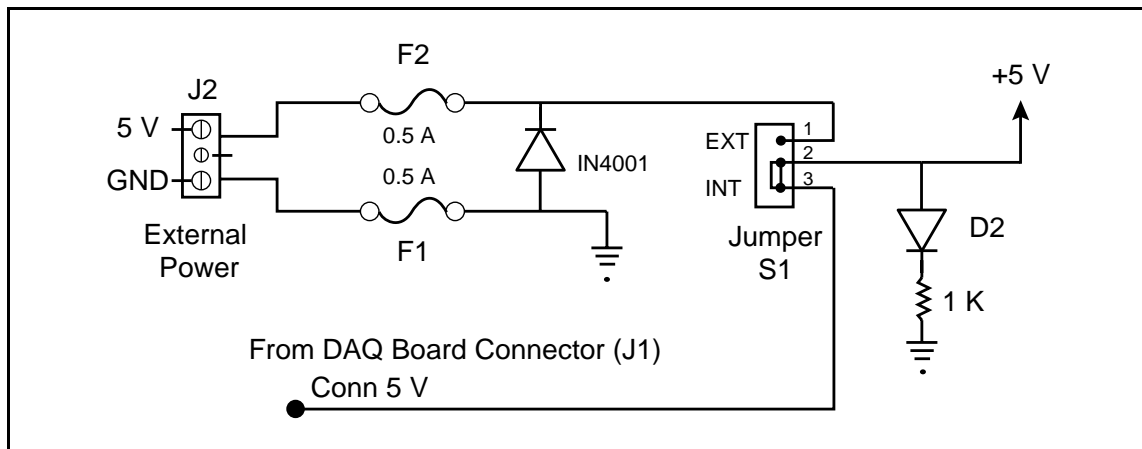 F2
+5 V
J2
5 V
0.5 A
EXT
1
IN4001
2
0.5 A
GND
INT
3
External
Power
F1
Jumper
S1
D2
1 K
From DAQ Board Connector (J1)
Conn 5 V